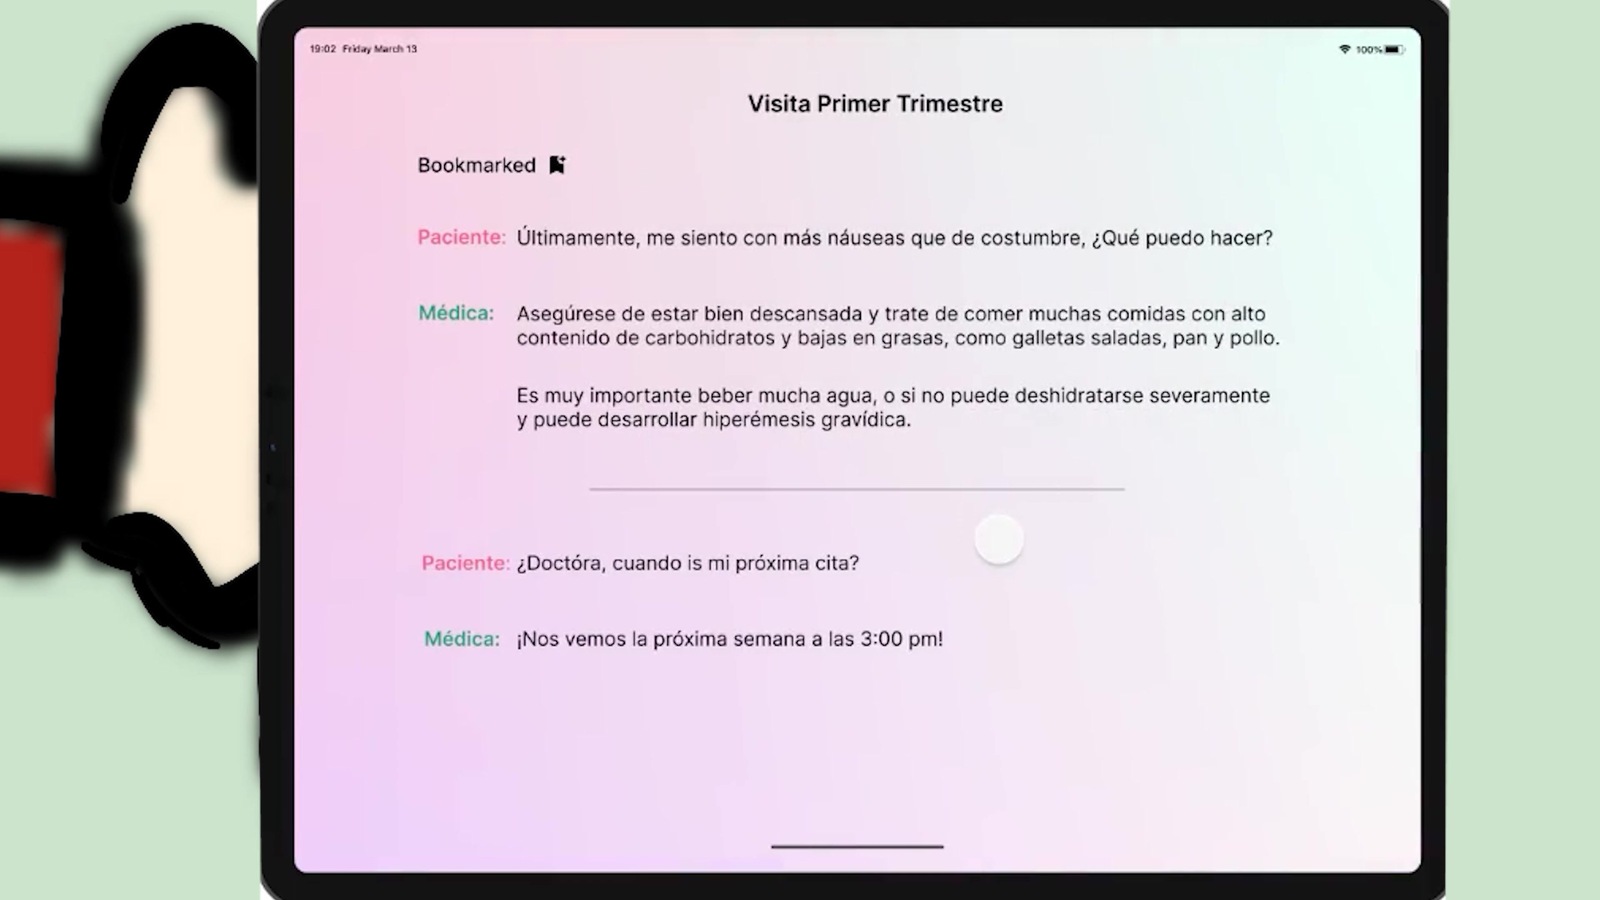 19:02 Friday March 13
100%
Visita Primer Trimestre
Bookmarked
Paciente: Últimamente, me siento con más náuseas que de costumbre, ¿Qué puedo hacer?
Médica: Asegúrese de estar bien descansada y trate de comer muchas comidas con alto
contenido de carbohidratos y bajas en grasas, como galletas saladas, pan y pollo.
Es muy importante beber mucha agua, o si no puede deshidratarse severamente
y puede desarrollar hiperémesis gravídica.
Paciente: ¿Doctóra, cuando is mi próxima cita?
Médica: ¡Nos vemos la próxima semana a las 3:00 pm!